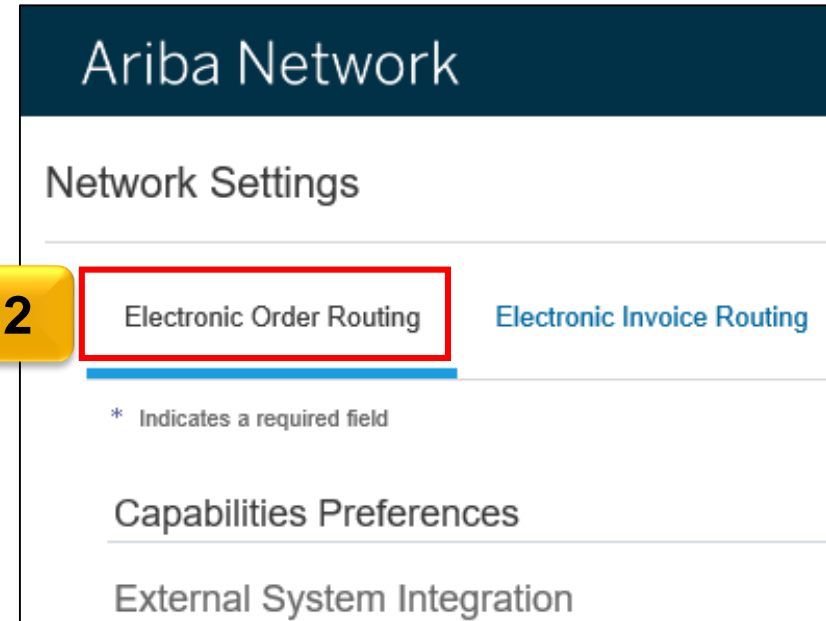 Ariba Network
Network Settings
2
Electronic Order Routing
Electronic Invoice Routing
* Indicates a required field
Capabilities Preferences
External System Integration